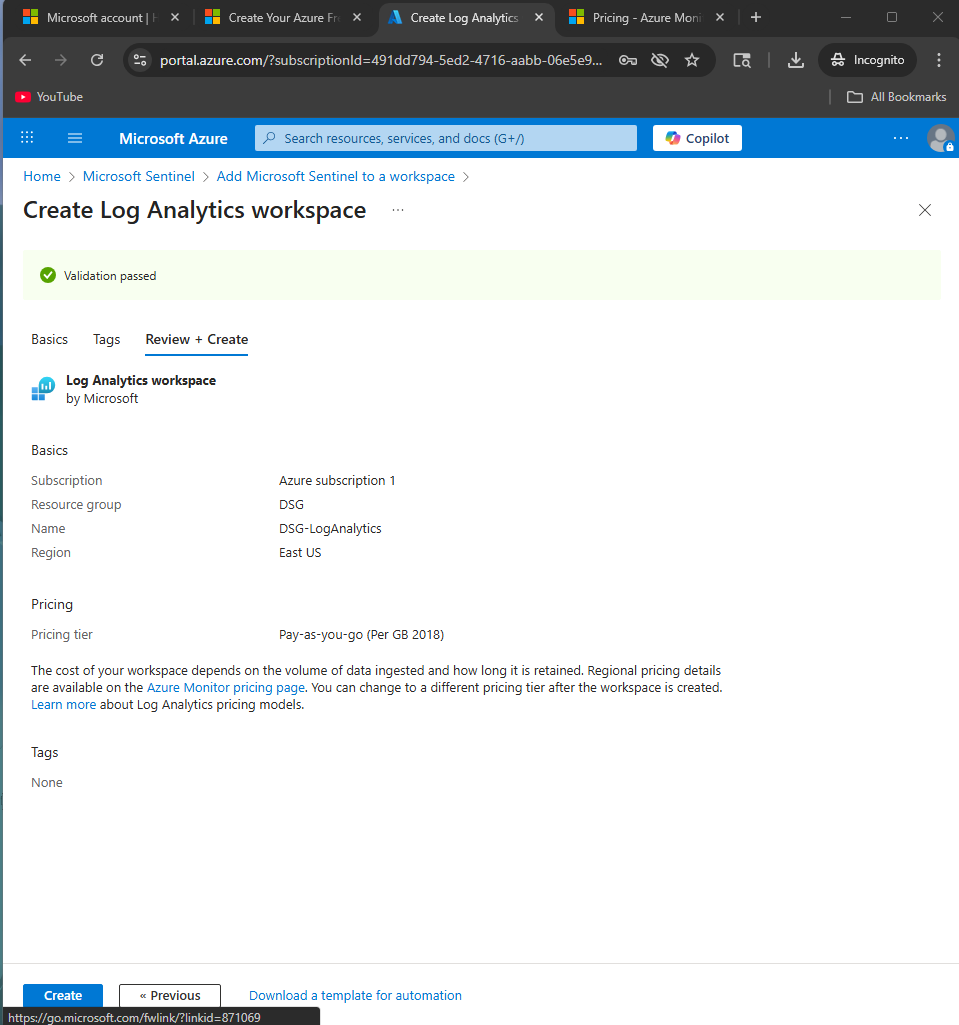 Microsoft account | H
Create Your Azure Fre
Create Log Analytics
Pricing - Azure Moni
portal.azure.com/?subscriptionId=491dd794-5ed2-4716-aabb-06e5e9...
Incognito
YouTube
All Bookmarks
Microsoft Azure
Search resources, services, and docs (G+/)
Copilot
...
Home > Microsoft Sentinel > Add Microsoft Sentinel to a workspace >
Create Log Analytics workspace ...
Validation passed
Basics Tags Review + Create
Log Analytics workspace
by Microsoft
Basics
Subscription Azure subscription 1
Resource group DSG
Name DSG-LogAnalytics
Region East US
Pricing
Pricing tier Pay-as-you-go (Per GB 2018)
The cost of your workspace depends on the volume of data ingested and how long it is retained. Regional pricing details
are available on the Azure Monitor pricing page. You can change to a different pricing tier after the workspace is created.
Learn more about Log Analytics pricing models.
Tags
None
Create « Previous Download a template for automation
https://go.microsoft.com/fwlink/?linkid=871069